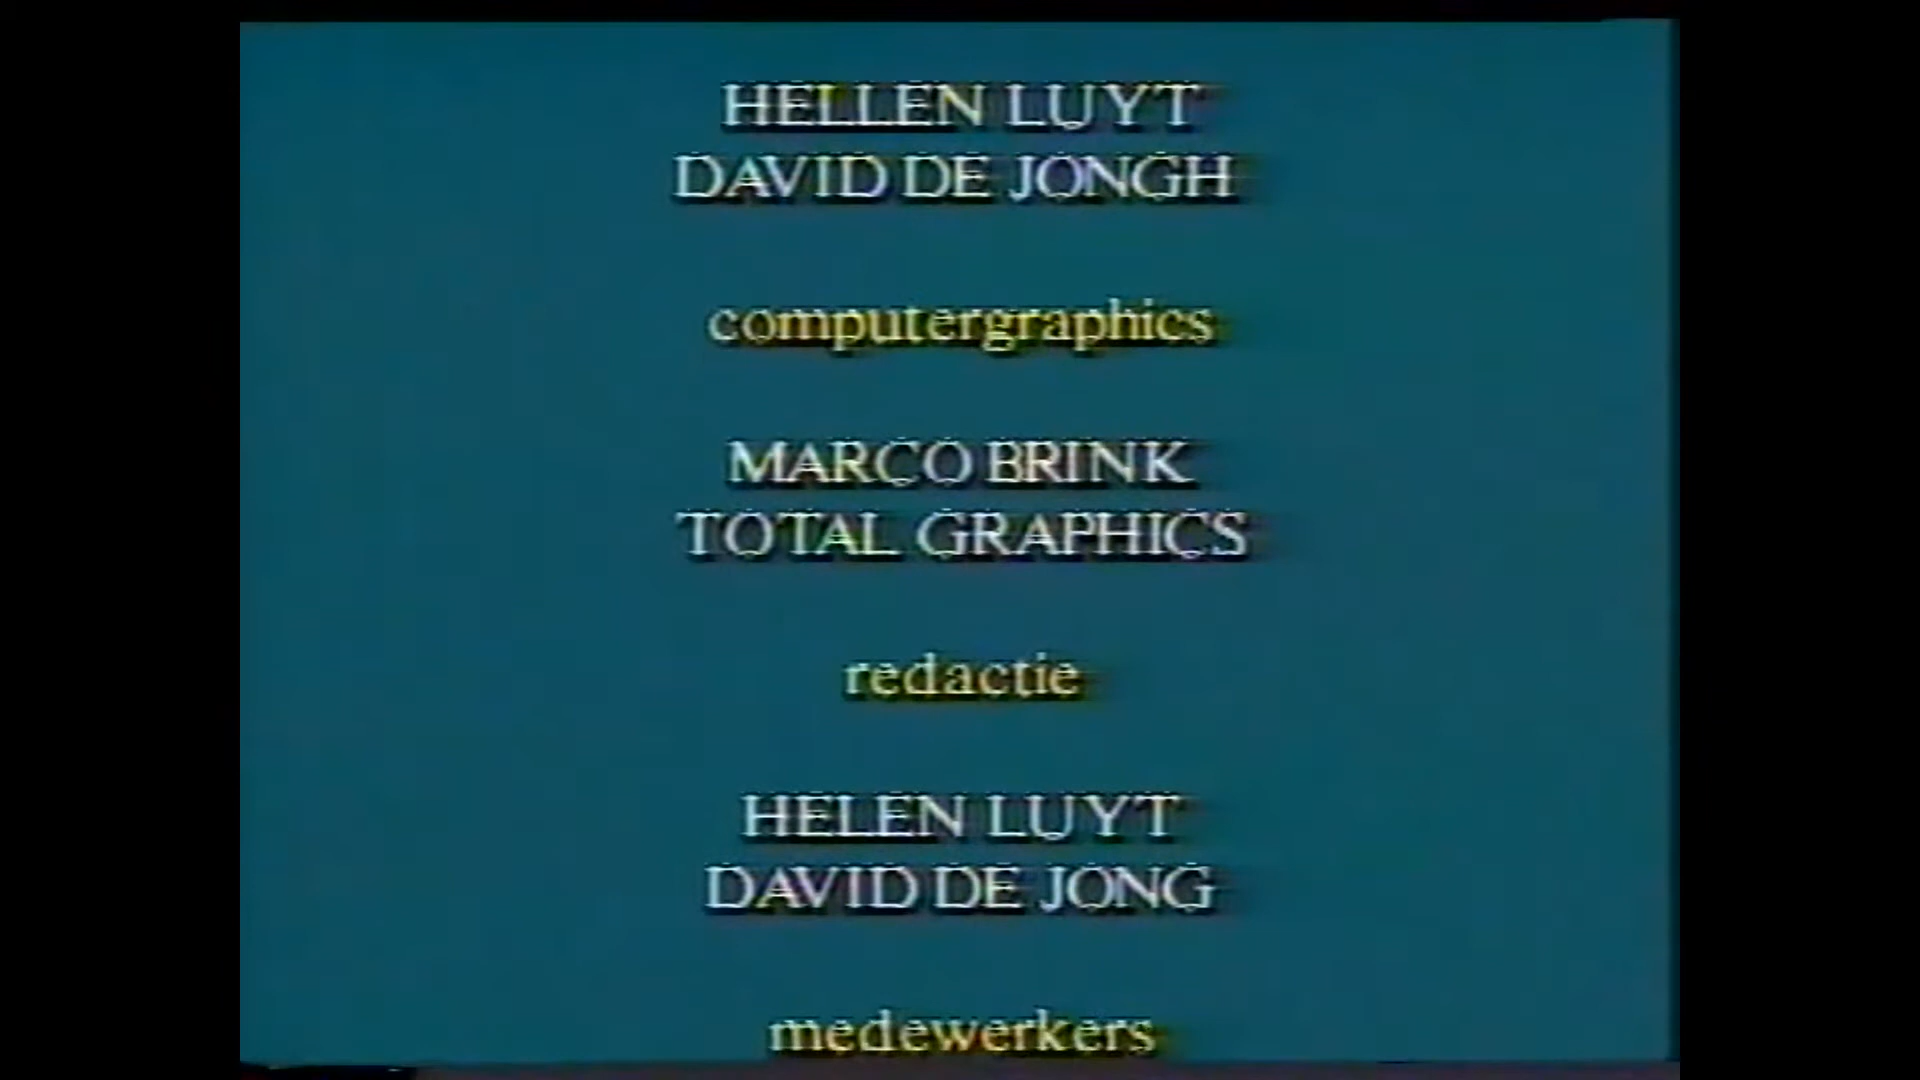 HELLEN LUYT
DAVID DE JONGH
computergraphics
MARCO BRINK
TOTAL GRAPHICS
redactie
HELEN LUYT
DAVID DE JONG
medewerkers